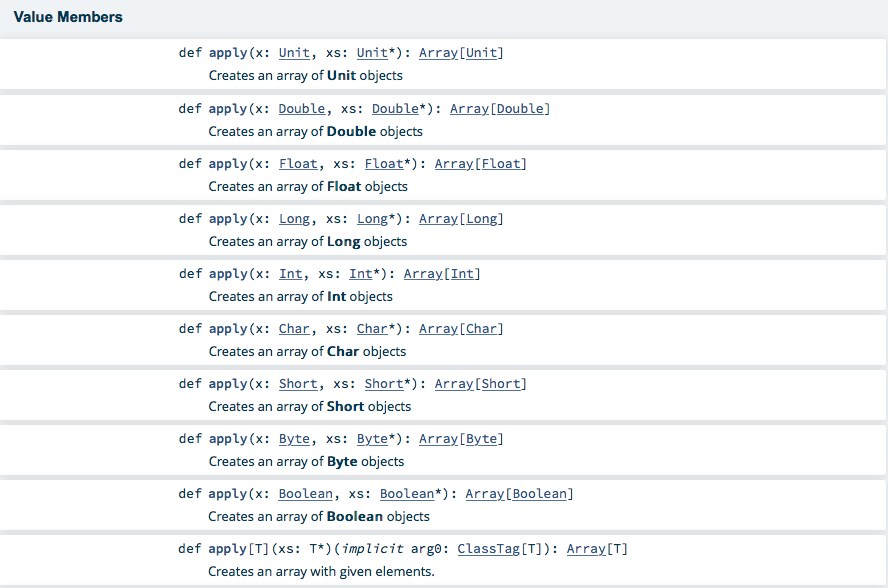 Value Members
def apply(x: Unit, xs: Unit*): Array[Unit]
Creates an array of Unit objects
def apply(x: Double, xs: Double*): Array[Double]
Creates an array of Double objects
def apply(x: Float, xs: Float*): Array[Float]
Creates an array of Float objects
def apply(x: Long, xs: Long*): Array[Long]
Creates an array of Long objects
def apply(x: Int, xs: Int*): Array[Int]
Creates an array of Int objects
def apply(x: Char, xs: Char*): Array[Char]
Creates an array of Char objects
def apply(x: Short, xs: Short*): Array[Short]
Creates an array of Short objects
def apply(x: Byte, xs: Byte*): Array[Byte]
Creates an array of Byte objects
def apply(x: Boolean, xs: Boolean*): Array[Boolean]
Creates an array of Boolean objects
def apply[T](xs: T*)(implicit arg0: ClassTag[T]): Array[T]
Creates an array with given elements.